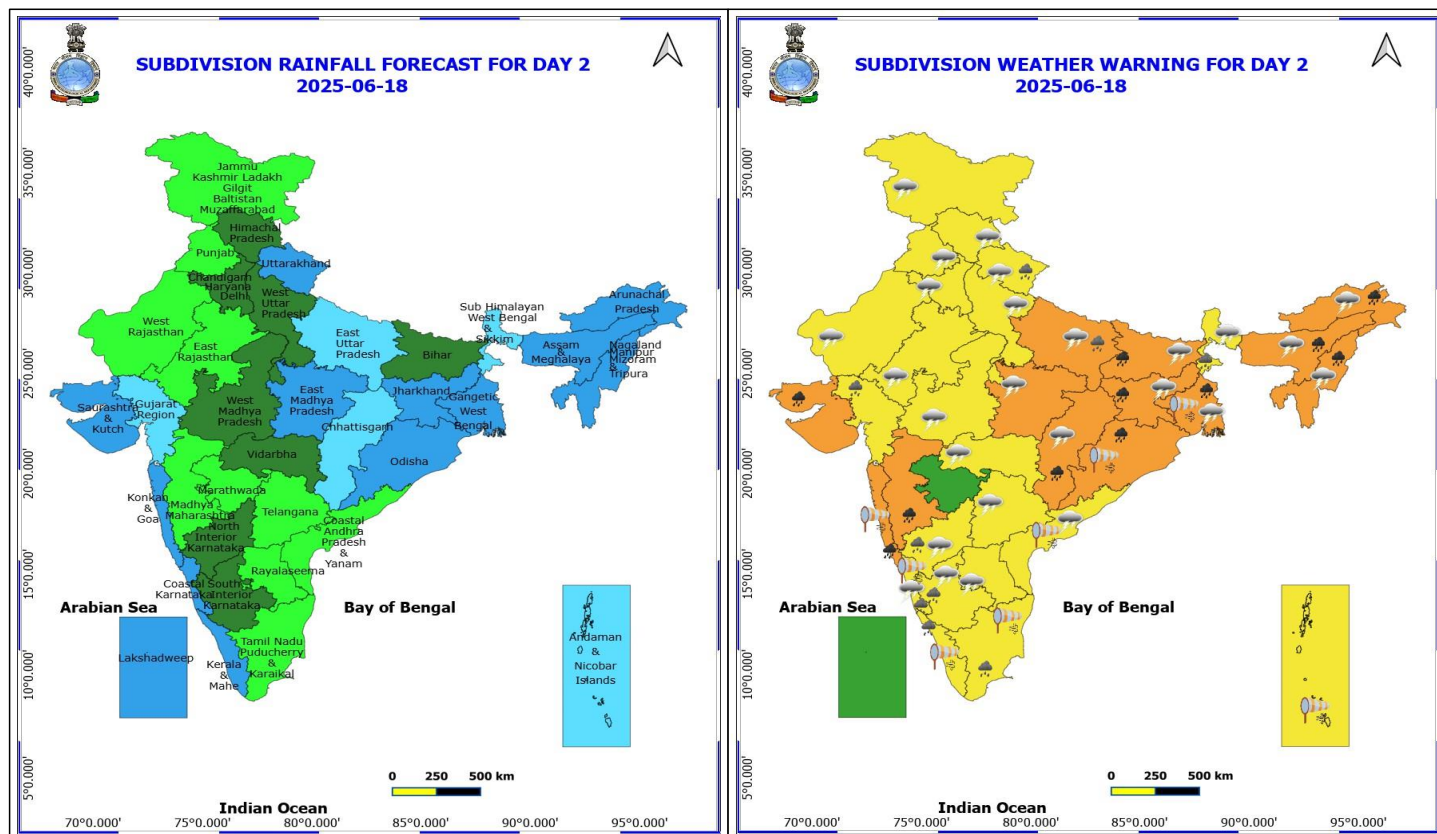 SUBDIVISION RAINFALL FORECAST FOR DAY 2
2025-06-18
40°0.000'
35°0.000'
30°0.000'
25°0.000'
20°0.000'
15°0.000'
10°0.000'
5°0.000'
Jammu
Kashmir Ladakh
Gilgit
Baltistan
Muzaffarabad
Himachal
Pradesh
Punjab
Uttarakhand
Chandigarh
Haryana
Delhi
West
Uttar
Pradesh
West
Rajasthan
East
Rajasthan
East
Uttar
Pradesh
Bihar
Sub Himalayan
West Bengal
&
Sikkim
Arunachal
Pradesh
Assam
&
Meghalaya
Nagaland
Manipur
Mizoram
&
Tripura
Saurashtra
&
Kutch
Gujarat
Region
West
Madhya
Pradesh
East
Madhya
Pradesh
Jharkhand
Gangetic
West
Bengal
Chhattisgarh
Odisha
Vidarbha
Konkan
&
Goa
Madhya
Maharashtra
Marathwada
Telangana
North
Interior
Karnataka
Coastal
Andhra
Pradesh
&
Yanam
Rayalaseema
Coastal
Karnataka
South
Interior
Karnataka
Tamil Nadu
Puducherry
&
Karaikal
Kerala
&
Mahe
Lakshadweep
Andaman
&
Nicobar
Islands
Arabian Sea
Bay of Bengal
Indian Ocean
0 250 500 km
70°0.000' 75°0.000' 80°0.000' 85°0.000' 90°0.000' 95°0.000'
SUBDIVISION WEATHER WARNING FOR DAY 2
2025-06-18
40°0.000'
35°0.000'
30°0.000'
25°0.000'
20°0.000'
15°0.000'
10°0.000'
5°0.000'
Arabian Sea
Bay of Bengal
Indian Ocean
0 250 500 km
70°0.000' 75°0.000' 80°0.000' 85°0.000' 90°0.000' 95°0.000'